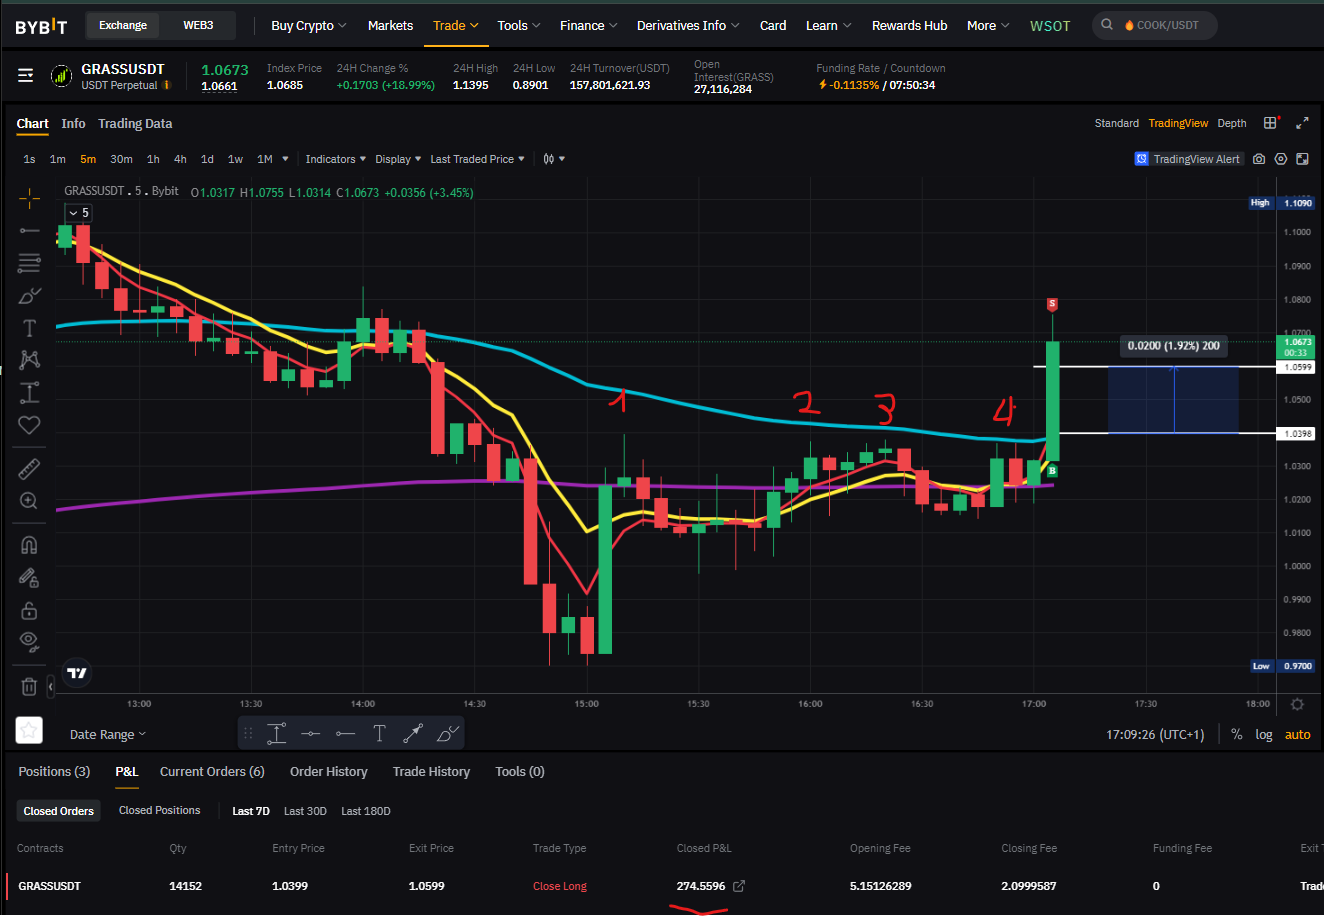 BYBIT Exchange WEB3 Buy Crypto Markets Trade Tools Finance Derivatives Info Card Learn Rewards Hub More WSOT COOK/USDT
GRASSUSDT 1.0673 Index Price 24H Change % 24H High 24H Low 24H Turnover(USDT) Open Interest(GRASS) Funding Rate / Countdown
USDT Perpetual 1.0661 1.0685 +0.1703 (+18.99%) 1.1395 0.8901 157,801,621.93 27,116,284 -0.1135% / 07:50:34
Chart Info Trading Data Standard TradingView Depth
1s 1m 5m 30m 1h 4h 1d 1w 1M Indicators Display Last Traded Price TradingView Alert
GRASSUSDT . 5 . Bybit O1.0317 H1.0755 L1.0314 C1.0673 +0.0356 (+3.45%)
High 1.1090
5
1.1000
1.0900
1.0800
S
1.0700
1.0673
0.0200 (1.92%) 200
00:33
1.0599
1.0500
1 2 3 4
1.0398
1.0300
B
1.0200
1.0100
1.0000
0.9900
0.9800
Low 0.9700
13:00 13:30 14:00 14:30 15:00 15:30 16:00 16:30 17:00 17:30 18:00
Date Range 17:09:26 (UTC+1) % log auto
Positions (3) P&L Current Orders (6) Order History Trade History Tools (0)
Closed Orders Closed Positions Last 7D Last 30D Last 180D
Contracts Qty Entry Price Exit Price Trade Type Closed P&L Opening Fee Closing Fee Funding Fee Exit T
GRASSUSDT 14152 1.0399 1.0599 Close Long 274.5596 5.15126289 2.0999587 0 Trad